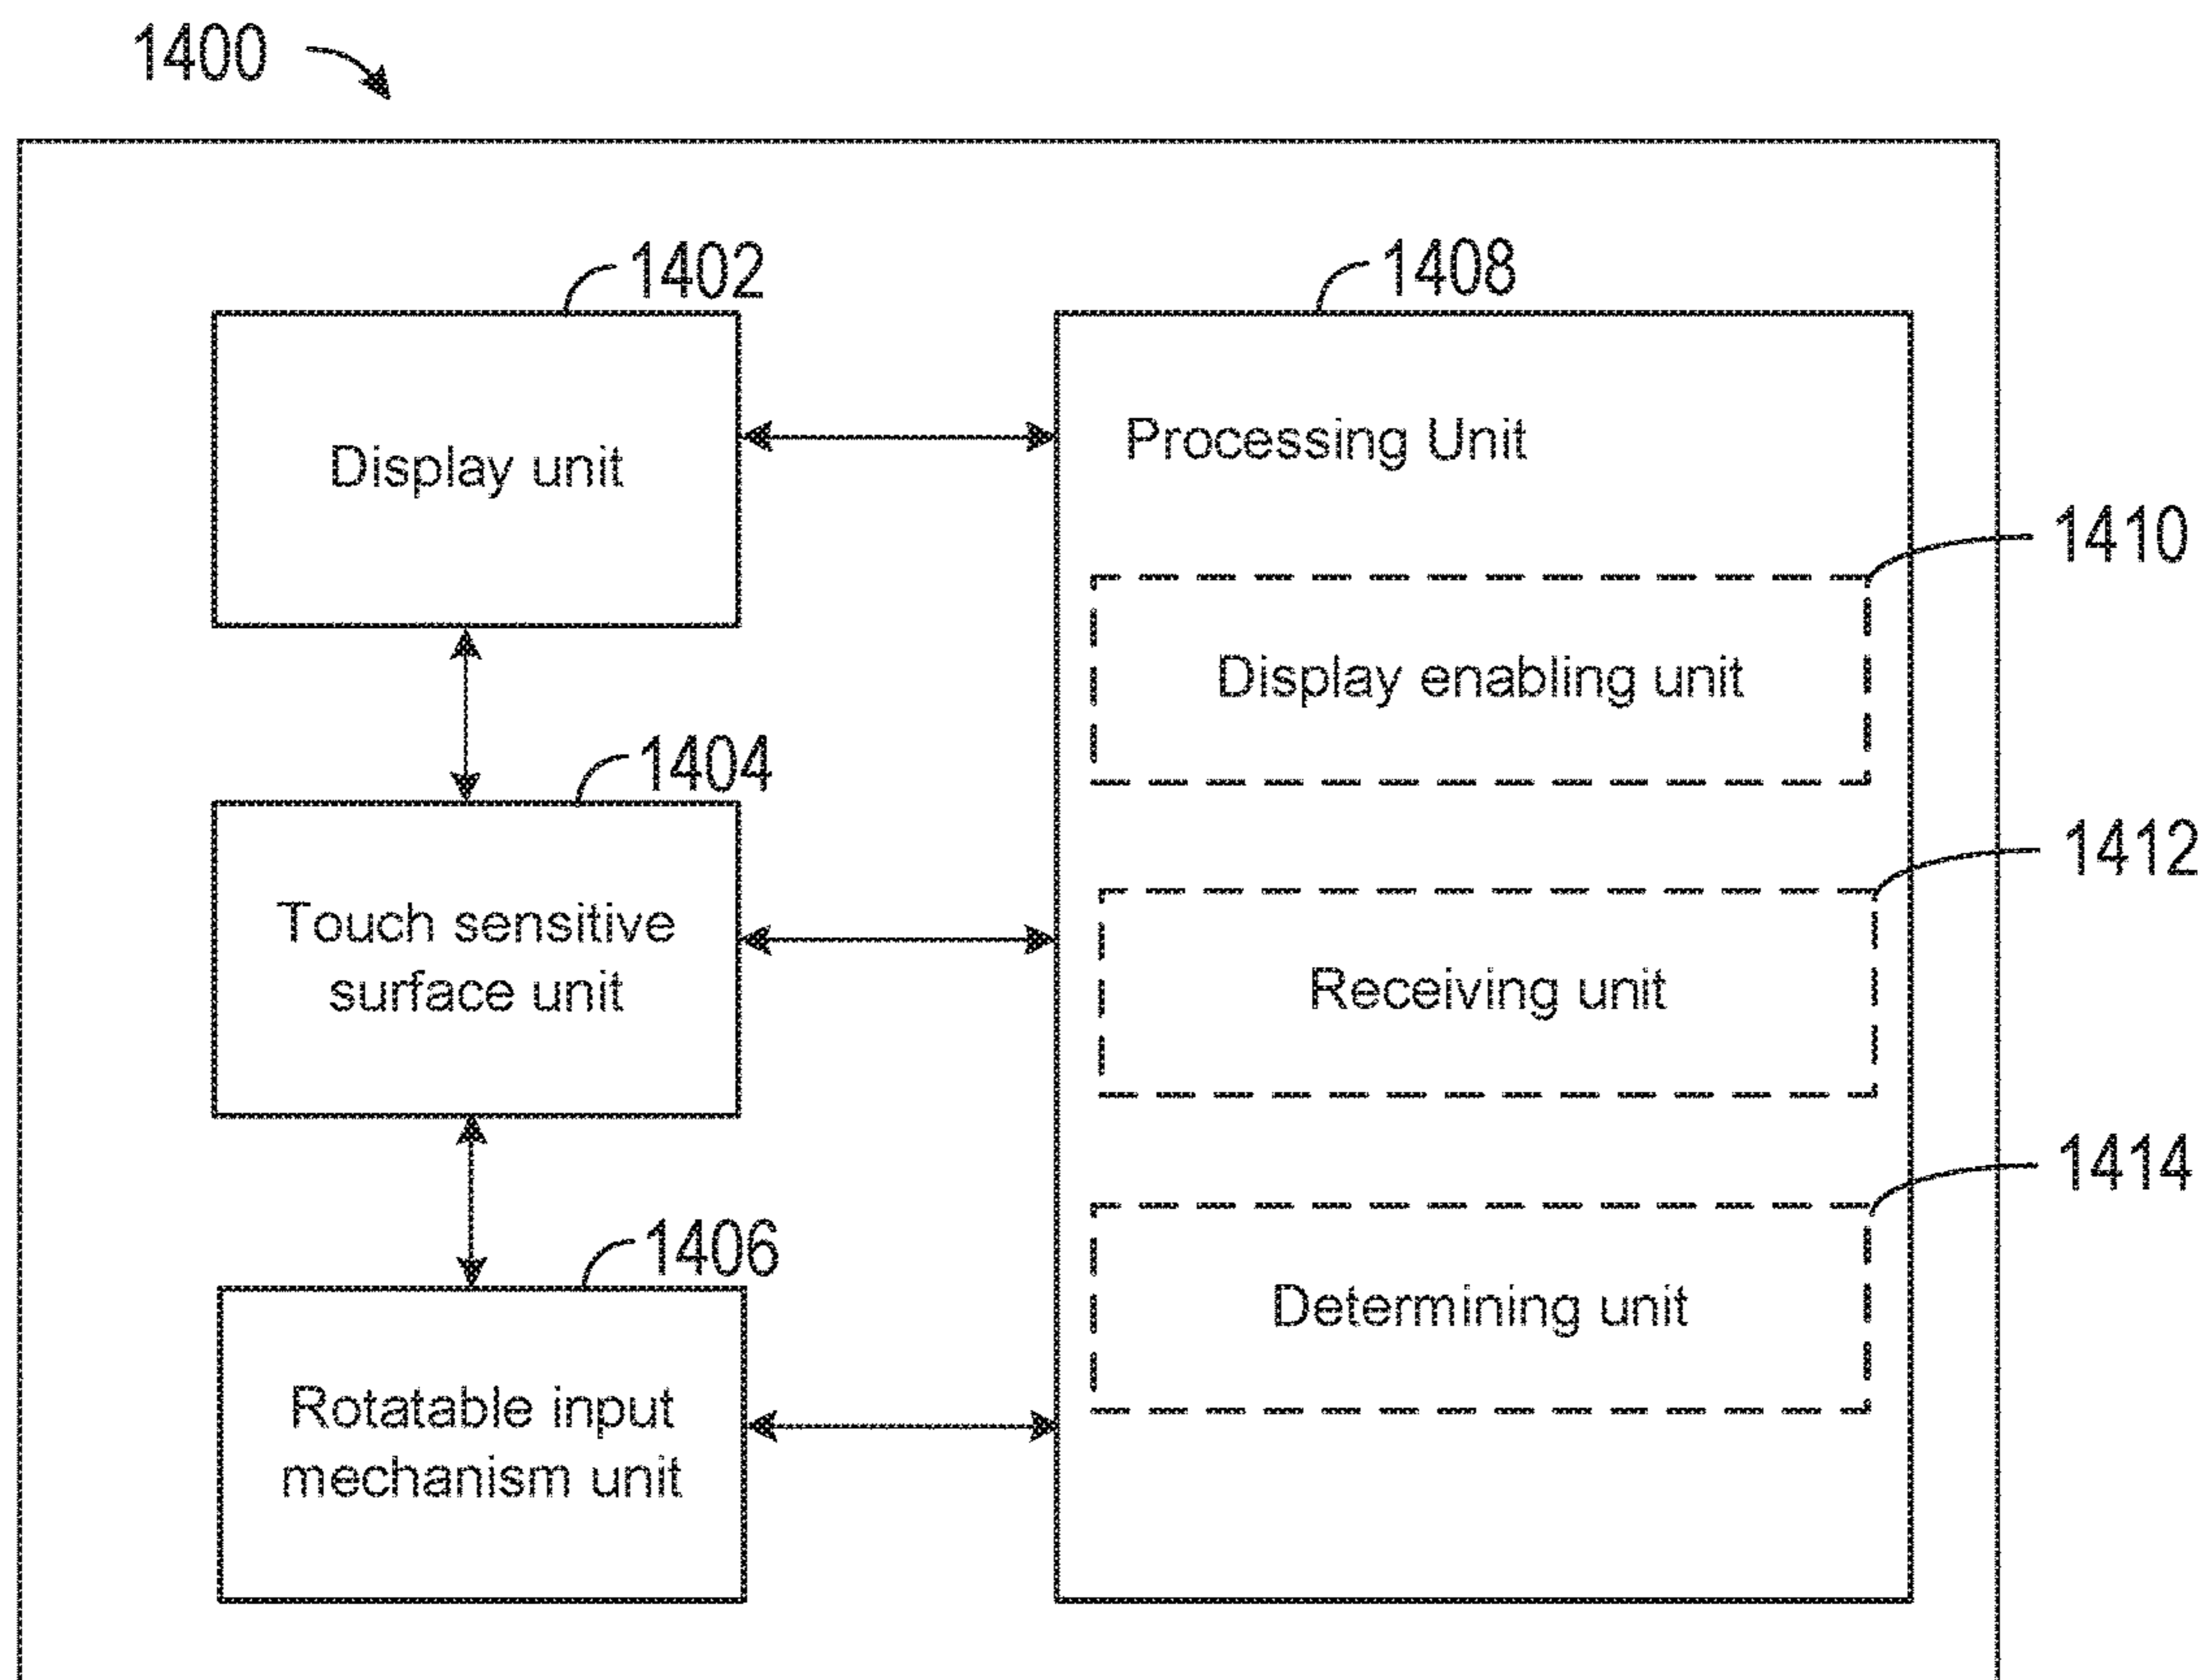 1400
1402
1408
Display unit
Processing Unit
1410
Display enabling unit
1404
1412
Touch sensitive
surface unit
Receiving unit
1414
1406
Determining unit
Rotatable input
mechanism unit